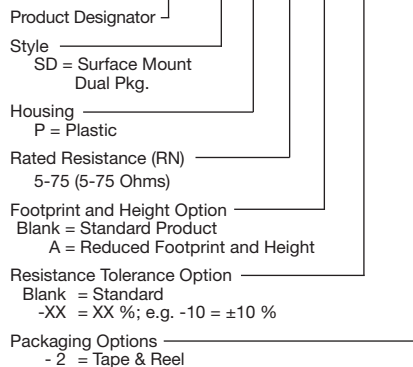 Product Designator
Style
SD = Surface Mount
Dual Pkg.
Housing
P = Plastic
Rated Resistance (RN)
5-75 (5-75 Ohms)
Footprint and Height Option
Blank = Standard Product
A = Reduced Footprint and Height
Resistance Tolerance Option
Blank = Standard
-XX = XX %; e.g. -10 = ±10 %
Packaging Options
- 2 = Tape & Reel